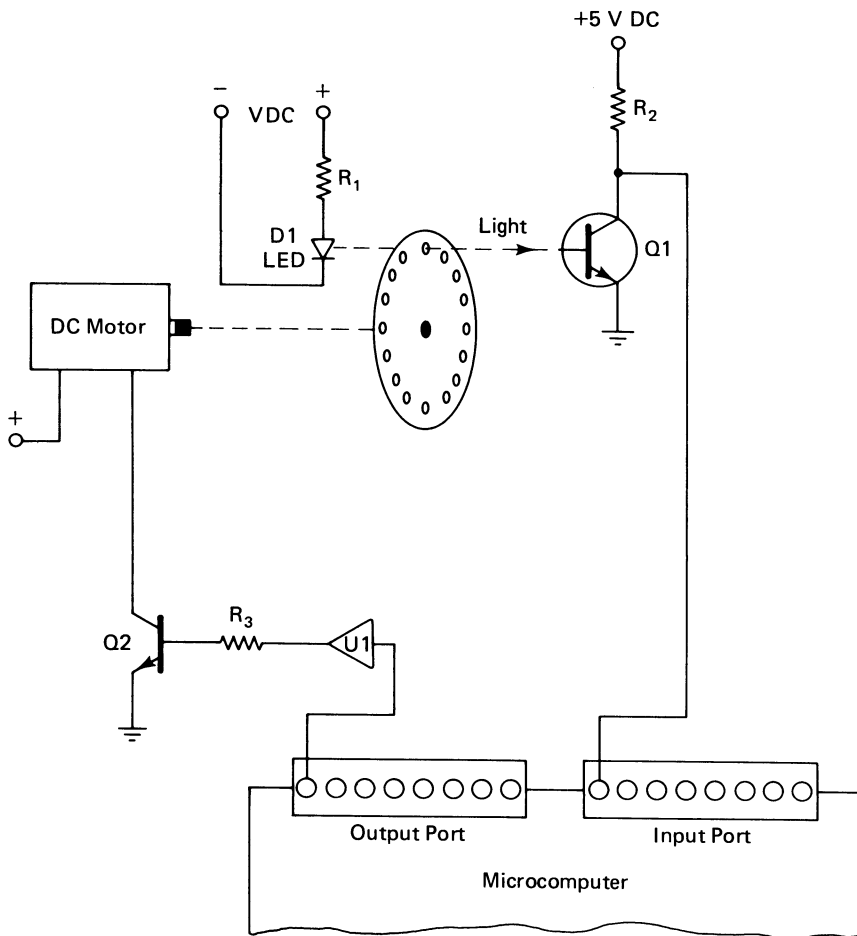 +5 V DC
R2
− VDC +
R1
D1
LED
Light
Q1
DC Motor
+
Q2
R3
U1
Output Port
Input Port
Microcomputer